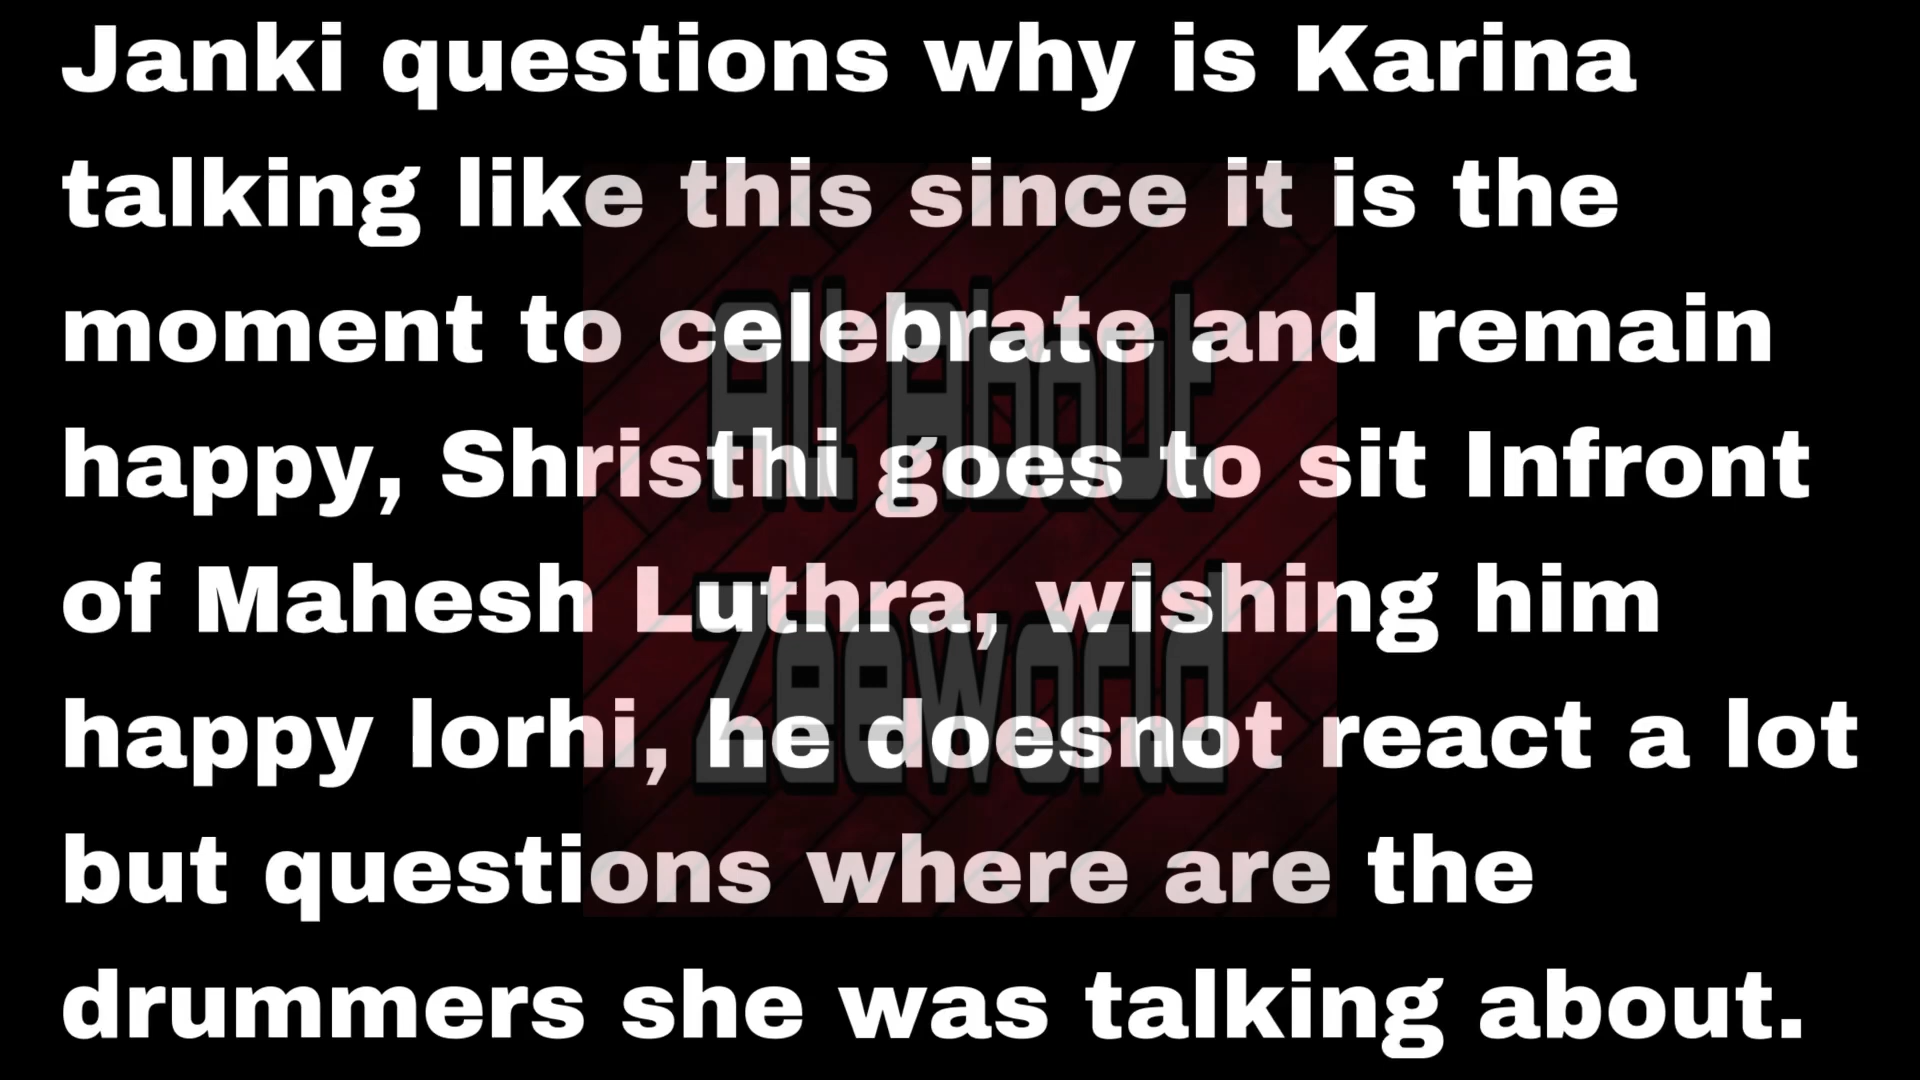 Janki questions why is Karina
talking like this since it is the
moment to celebrate and remain
happy, Shristhi goes to sit Infront
of Mahesh Luthra, wishing him
happy lorhi, he doesnot react a lot
but questions where are the
drummers she was talking about.
All About
Zeeworld